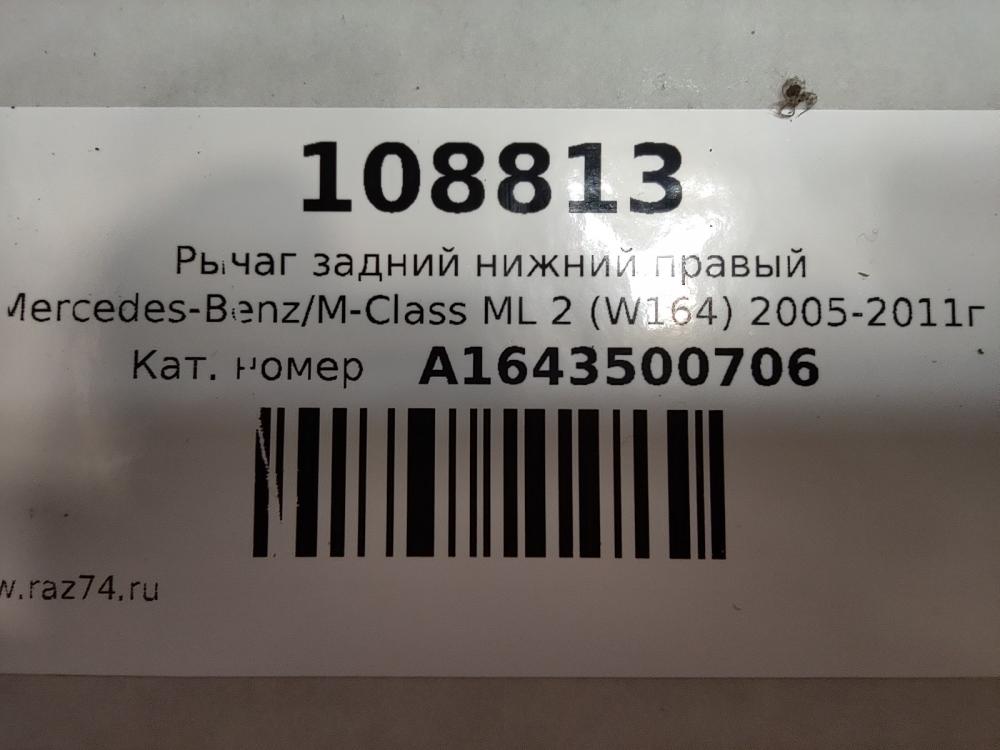 108813
Рычаг задний нижний правый
Mercedes-Benz/M-Class ML 2 (W164) 2005-2011г
Кат. номер A1643500706
w.raz74.ru